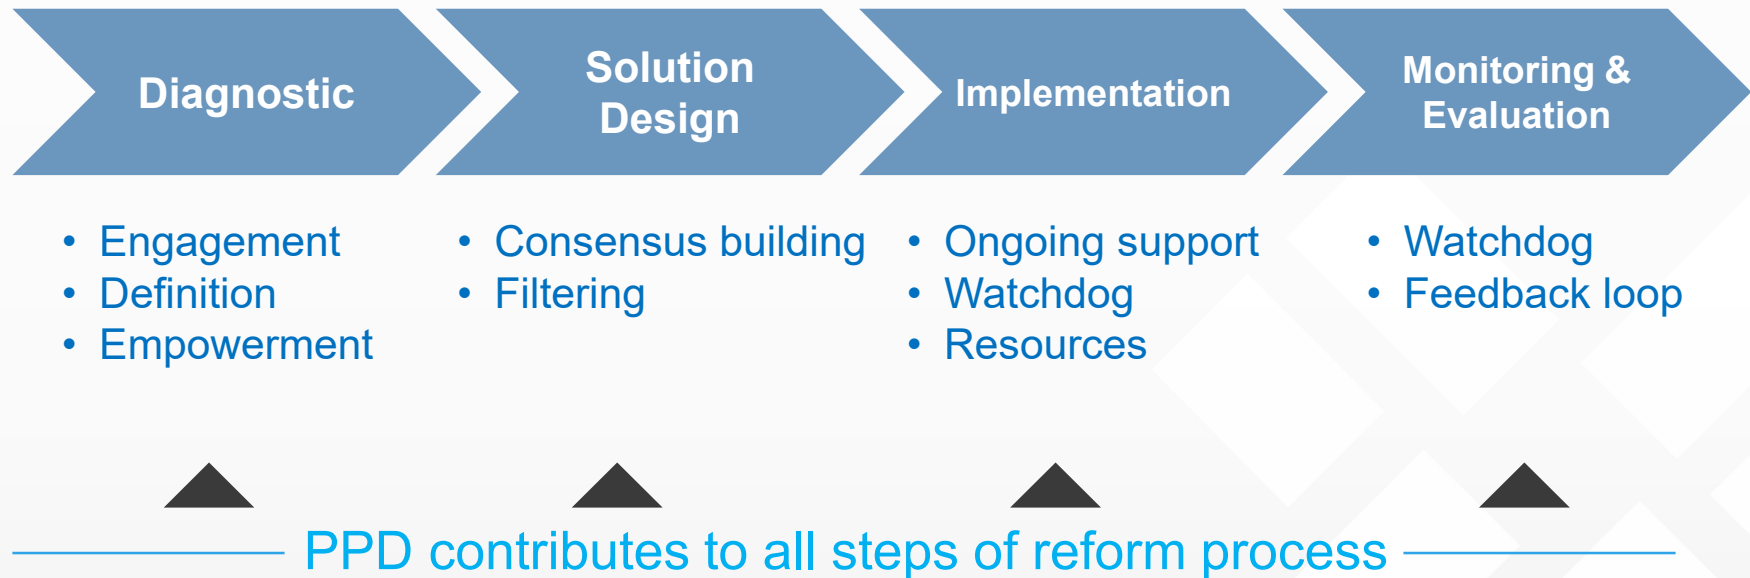 Diagnostic
Solution
Design
Implementation
Monitoring &
Evaluation
• Engagement
• Definition
• Empowerment
• Consensus building
• Filtering
• Ongoing support
• Watchdog
• Resources
• Watchdog
• Feedback loop
PPD contributes to all steps of reform process